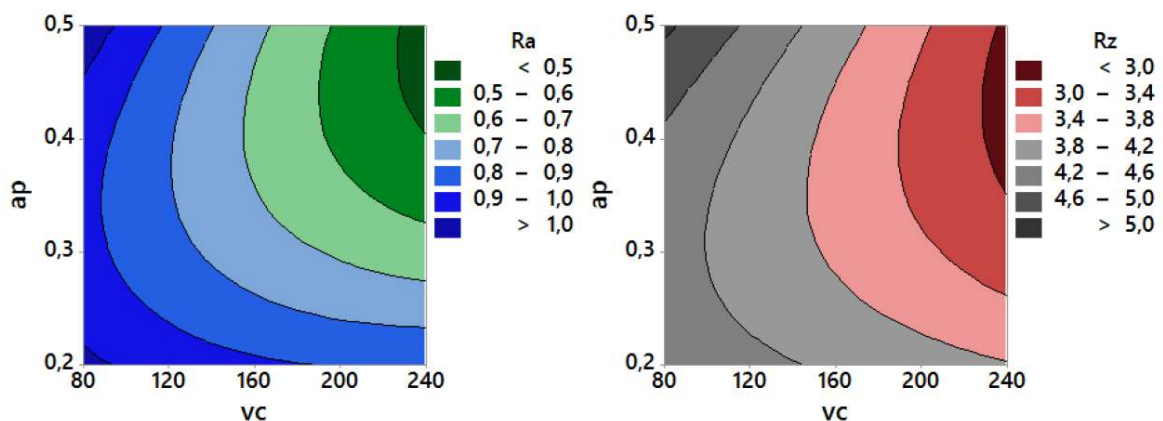 Ra
< 0,5
0,5 – 0,6
0,6 – 0,7
0,7 – 0,8
0,8 – 0,9
0,9 – 1,0
> 1,0
0,5
0,4
0,3
0,2
ap
80 120 160 200 240
vc
Rz
< 3,0
3,0 – 3,4
3,4 – 3,8
3,8 – 4,2
4,2 – 4,6
4,6 – 5,0
> 5,0
0,5
0,4
0,3
0,2
ap
80 120 160 200 240
vc